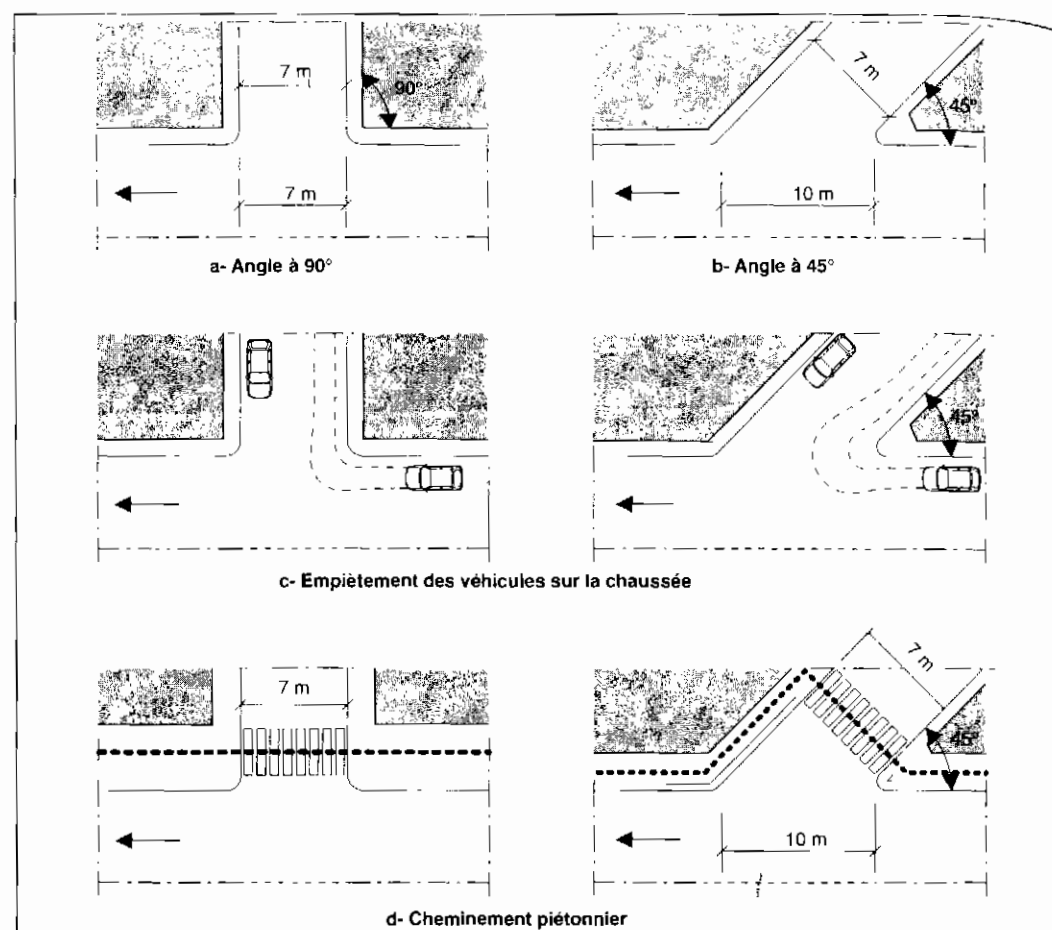 7 m
90°
7 m
a- Angle à 90°
7 m
45°
10 m
b- Angle à 45°
45°
c- Empiètement des véhicules sur la chaussée
7 m
7 m
45°
10 m
d- Cheminement piétonnier